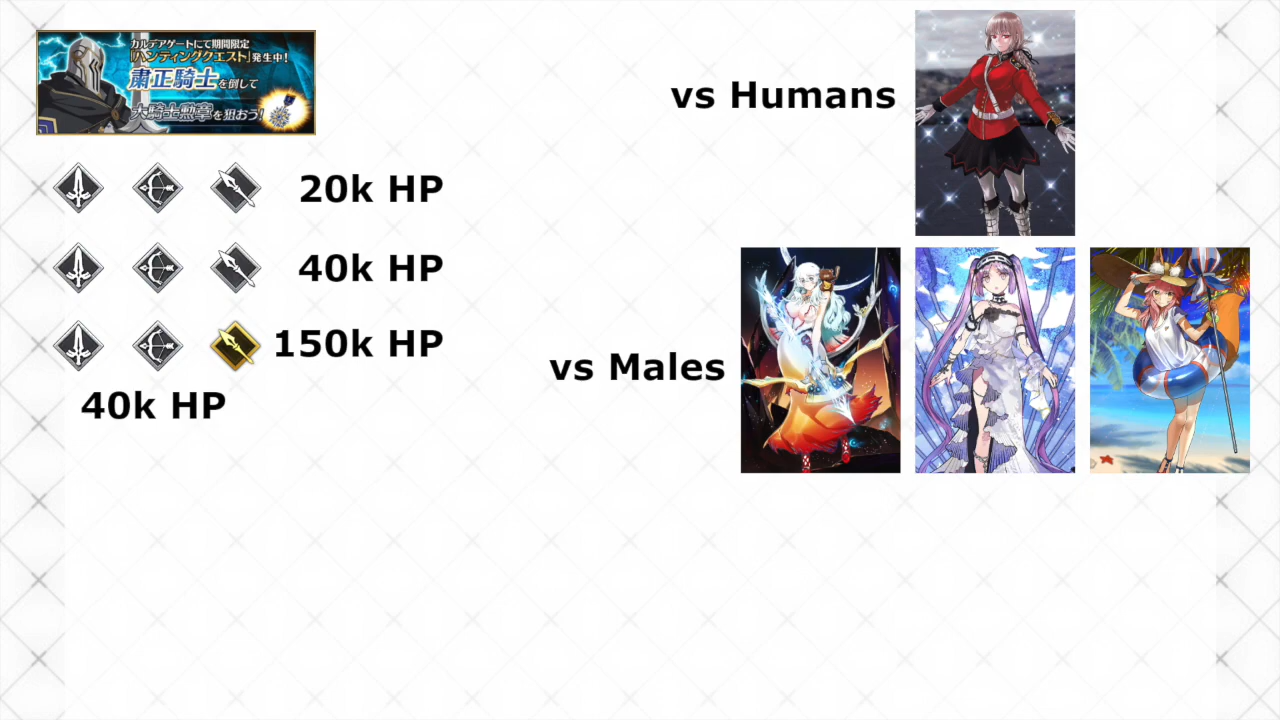 カルデアゲートにて期間限定
「ハンティングクエスト」発生中!
粛正騎士を倒して
大騎士勲章を狙おう!
20k HP
40k HP
150k HP
40k HP
vs Humans
vs Males